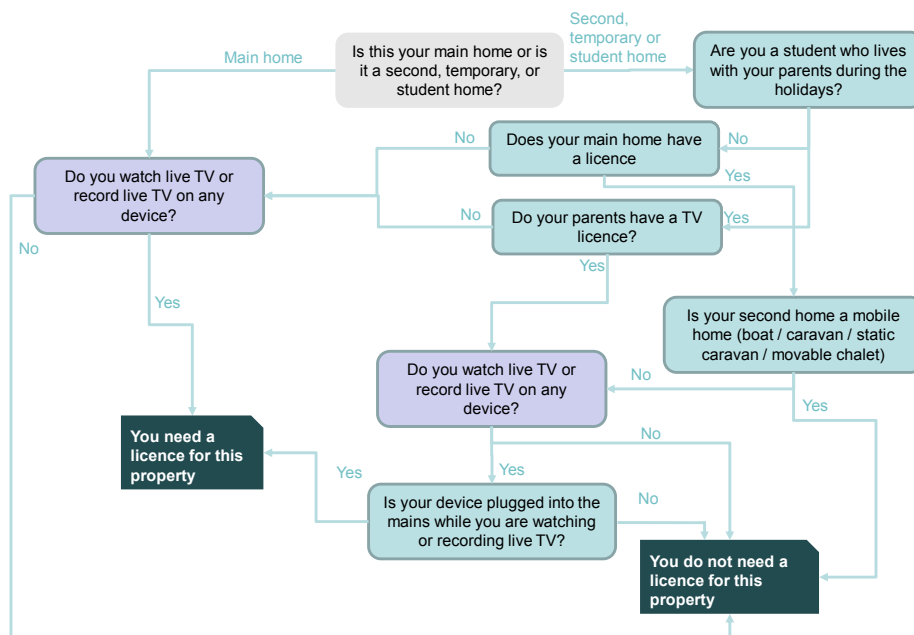 Is this your main home or is
it a second, temporary, or
student home?
Main home
Second,
temporary or
student home
Are you a student who lives
with your parents during the
holidays?
Does your main home have
a licence
No
No
Yes
Do you watch live TV or
record live TV on any
device?
Do your parents have a TV
licence?
No
Yes
No
Yes
Yes
Is your second home a mobile
home (boat / caravan / static
caravan / movable chalet)
Do you watch live TV or
record live TV on any
device?
No
Yes
You need a
licence for this
property
No
Yes
Yes
Is your device plugged into the
mains while you are watching
or recording live TV?
No
You do not need a
licence for this
property